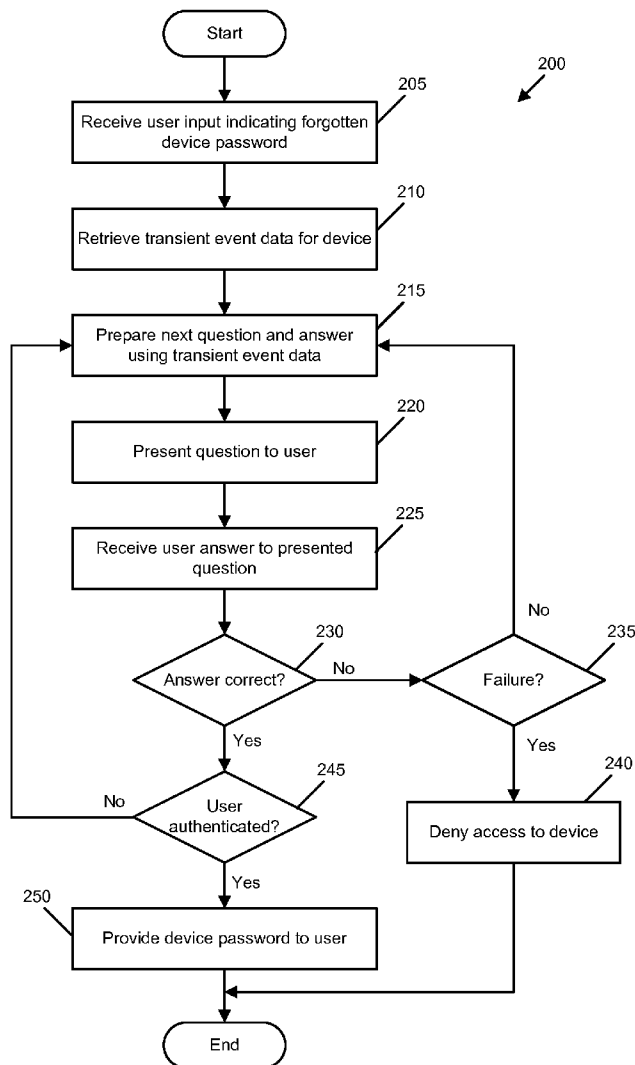 Start
200
205
Receive user input indicating forgotten
device password
210
Retrieve transient event data for device
215
Prepare next question and answer
using transient event data
220
Present question to user
225
Receive user answer to presented
question
No
230
235
Answer correct?
No
Failure?
Yes
Yes
245
240
No
User
authenticated?
Deny access to device
Yes
250
Provide device password to user
End